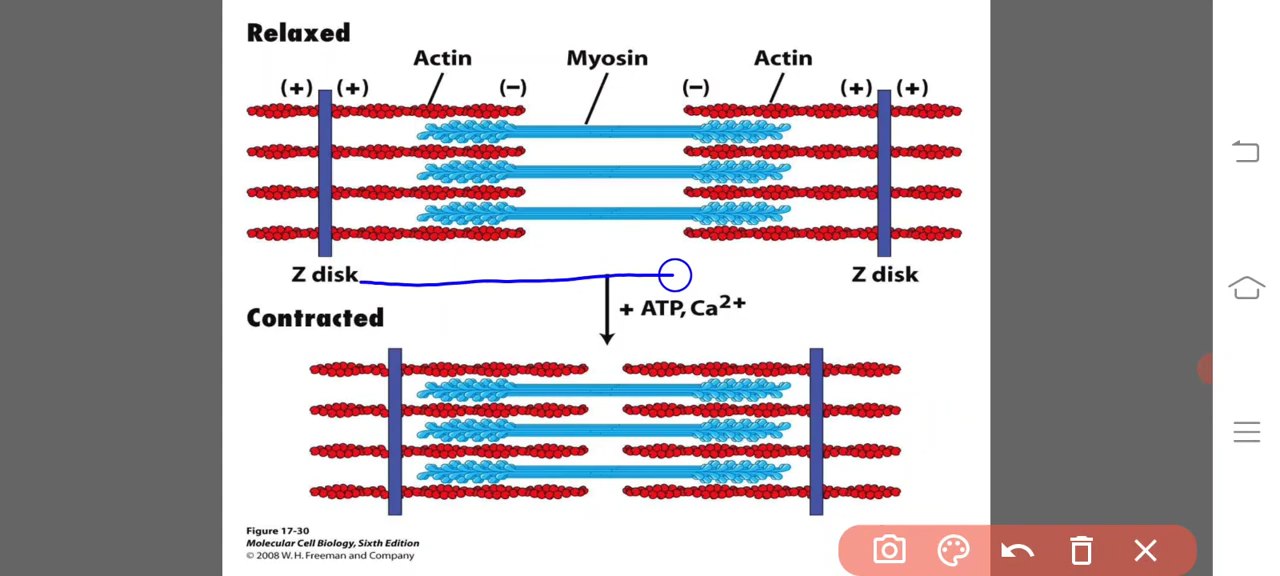 Relaxed
Actin Myosin Actin
(+) (+) (−) (−) (+) (+)
Z disk Z disk
+ ATP, Ca2+
Contracted
Figure 17-30
Molecular Cell Biology, Sixth Edition
© 2008 W. H. Freeman and Company